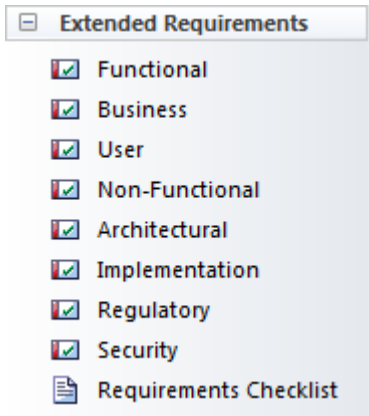 Extended Requirements
Functional
Business
User
Non-Functional
Architectural
Implementation
Regulatory
Security
Requirements Checklist